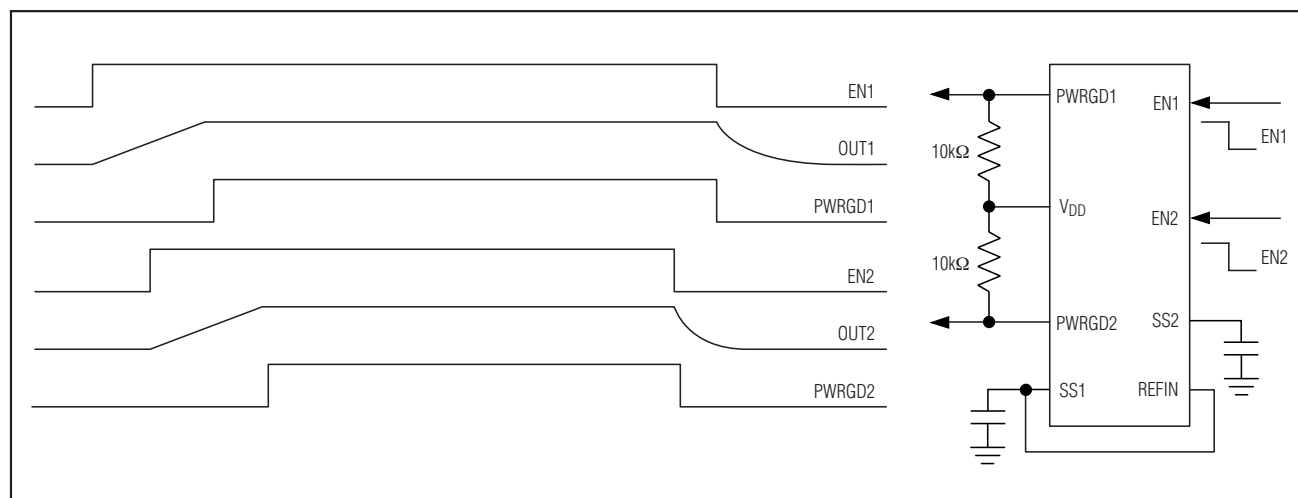 EN1
OUT1
PWRGD1
EN2
OUT2
PWRGD2
PWRGD1
EN1
EN1
10kΩ
VDD
EN2
EN2
10kΩ
PWRGD2
SS2
SS1
REFIN